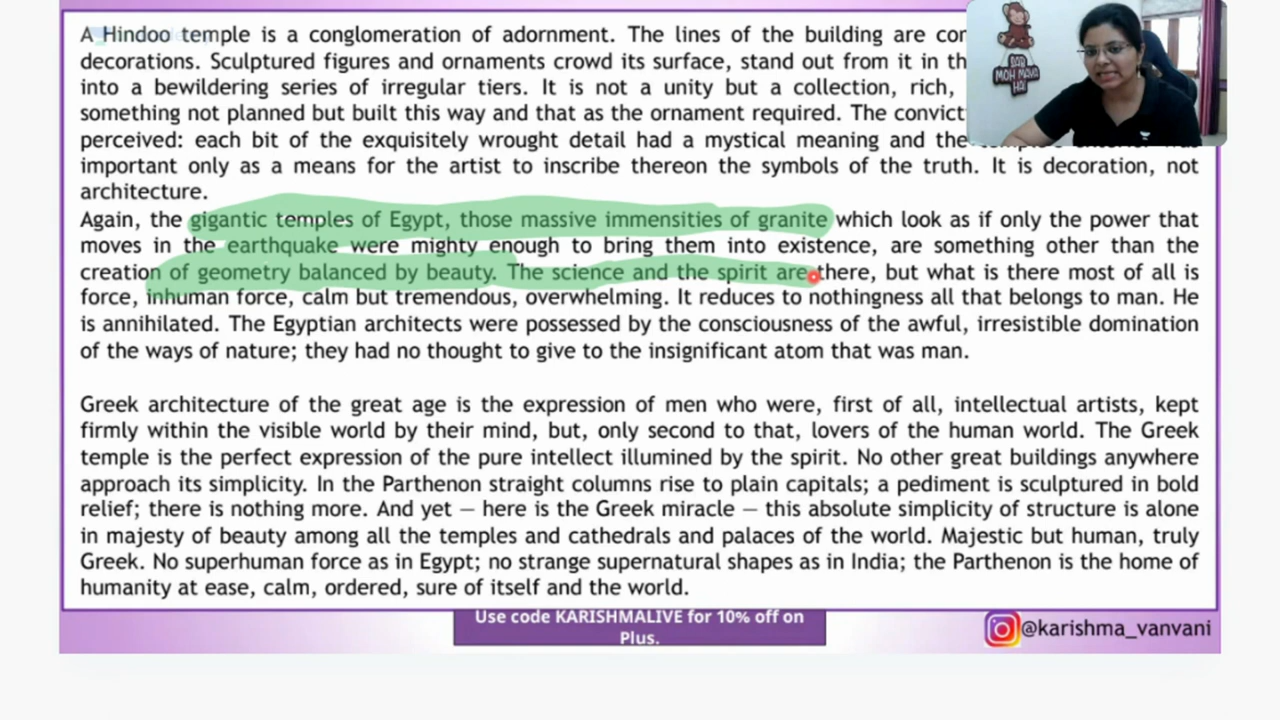 A Hindoo temple is a conglomeration of adornment. The lines of the building are
decorations. Sculptured figures and ornaments crowd its surface, stand out from it in
into a bewildering series of irregular tiers. It is not a unity but a collection, rich,
something not planned but built this way and that as the ornament required. The
perceived: each bit of the exquisitely wrought detail had a mystical meaning and the
important only as a means for the artist to inscribe thereon the symbols of the truth. It is decoration, not
architecture.
Again, the gigantic temples of Egypt, those massive immensities of granite which look as if only the power that
moves in the earthquake were mighty enough to bring them into existence, are something other than the
creation of geometry balanced by beauty. The science and the spirit are there, but what is there most of all is
force, inhuman force, calm but tremendous, overwhelming. It reduces to nothingness all that belongs to man. He
is annihilated. The Egyptian architects were possessed by the consciousness of the awful, irresistible domination
of the ways of nature; they had no thought to give to the insignificant atom that was man.
Greek architecture of the great age is the expression of men who were, first of all, intellectual artists, kept
firmly within the visible world by their mind, but, only second to that, lovers of the human world. The Greek
temple is the perfect expression of the pure intellect illumined by the spirit. No other great buildings anywhere
approach its simplicity. In the Parthenon straight columns rise to plain capitals; a pediment is sculptured in bold
relief; there is nothing more. And yet — here is the Greek miracle — this absolute simplicity of structure is alone
in majesty of beauty among all the temples and cathedrals and palaces of the world. Majestic but human, truly
Greek. No superhuman force as in Egypt; no strange supernatural shapes as in India; the Parthenon is the home of
humanity at ease, calm, ordered, sure of itself and the world.
Use code KARISHMALIVE for 10% off on
Plus.
@karishma_vanvani
SAB
MOH MAYA
HAI